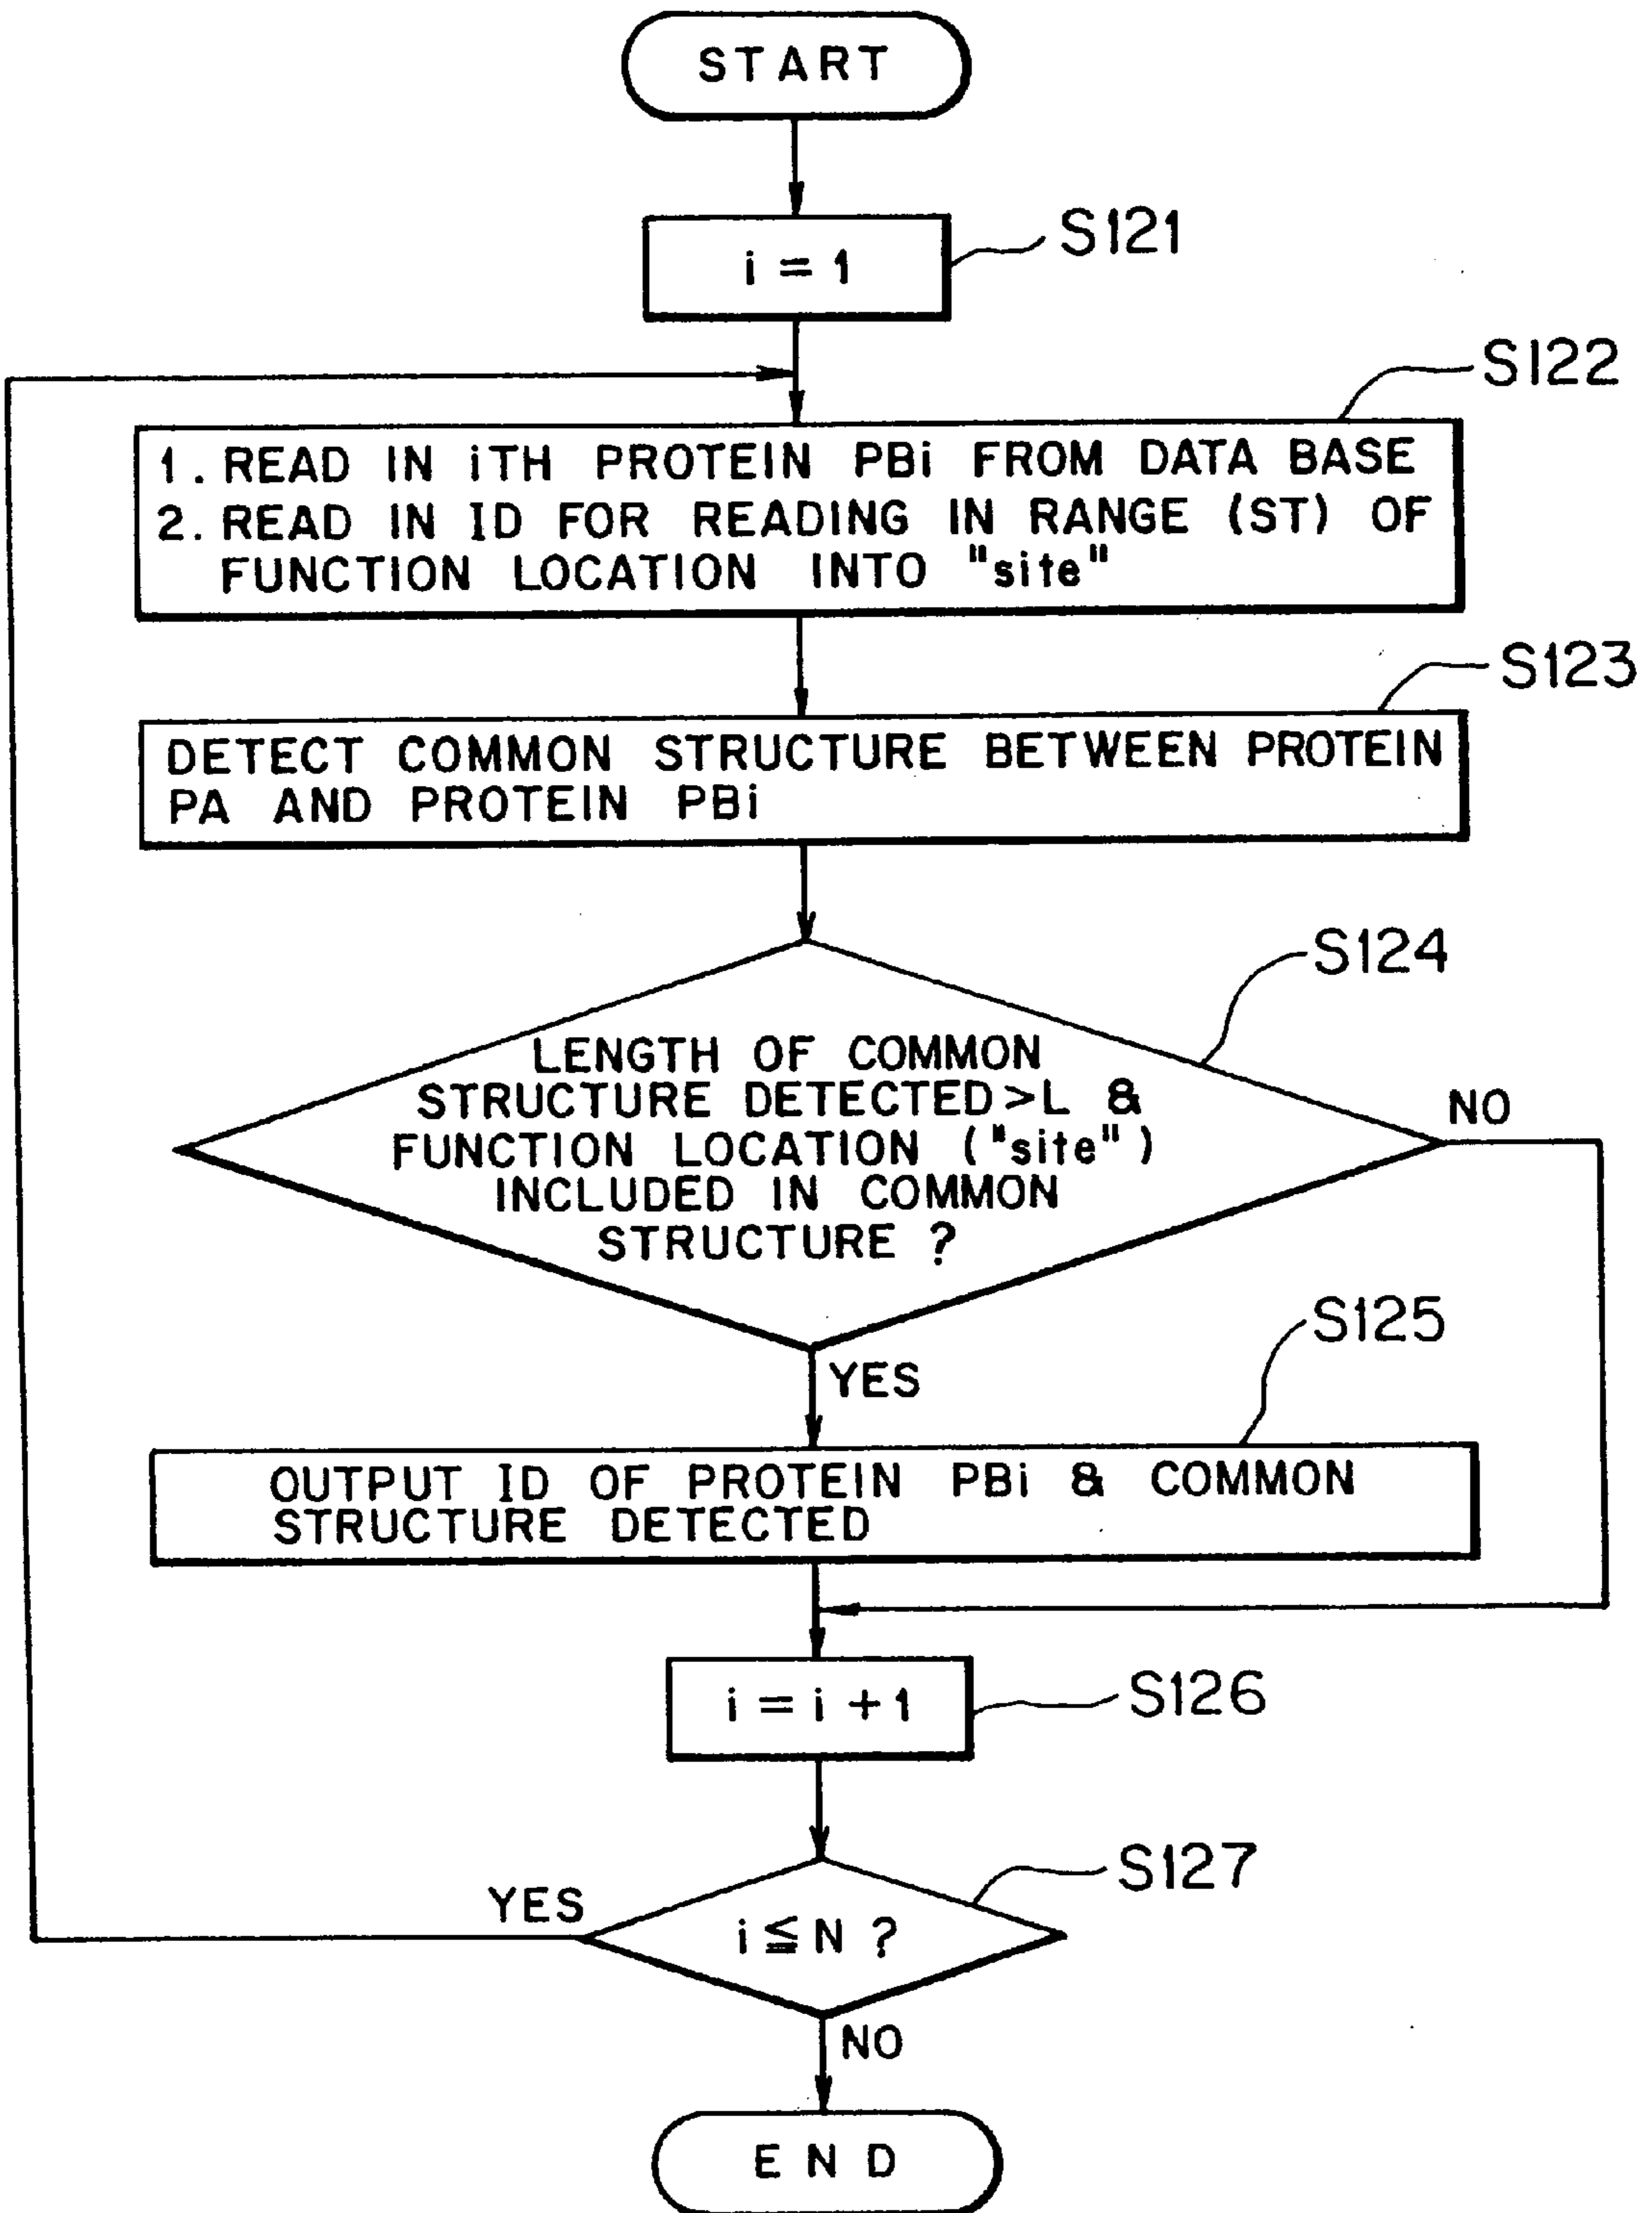 START
S121
i = 1
S122
1. READ IN iTH PROTEIN PBi FROM DATA BASE
2. READ IN ID FOR READING IN RANGE (ST) OF
FUNCTION LOCATION INTO "site"
S123
DETECT COMMON STRUCTURE BETWEEN PROTEIN
PA AND PROTEIN PBi
S124
LENGTH OF COMMON
STRUCTURE DETECTED>L &
FUNCTION LOCATION ("site")
INCLUDED IN COMMON
STRUCTURE ?
NO
YES
S125
OUTPUT ID OF PROTEIN PBi & COMMON
STRUCTURE DETECTED
S126
i = i + 1
S127
YES
i ≦ N ?
NO
END